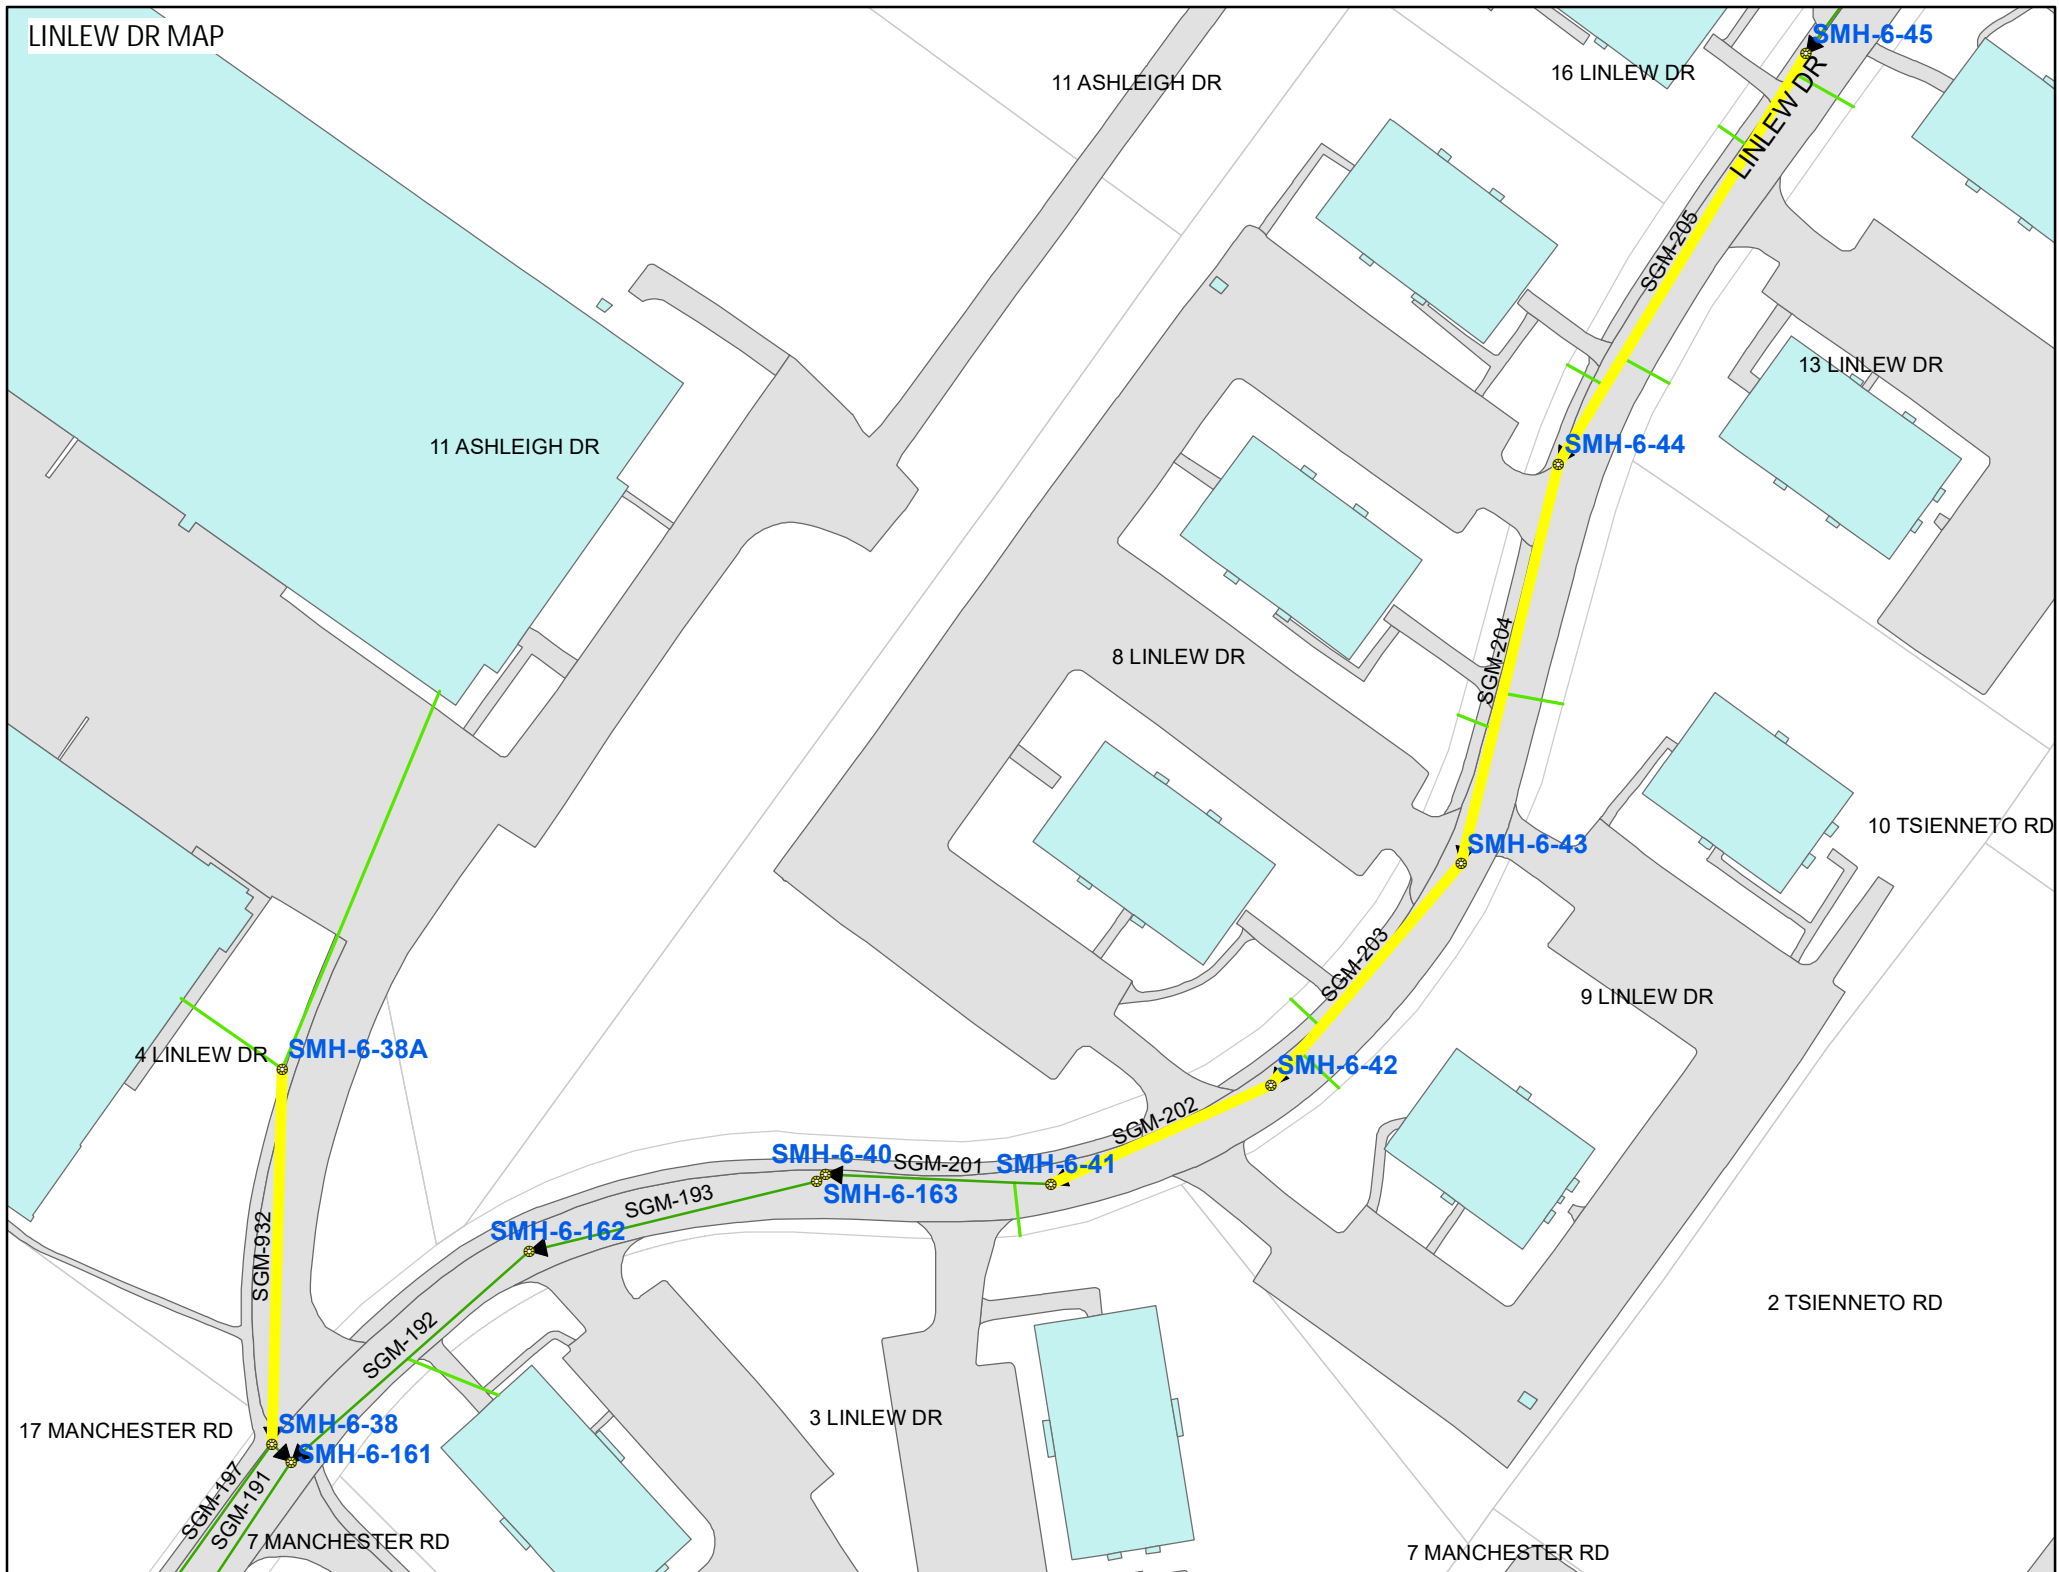 LINLEW DR MAP
SMH-6-45
16 LINLEW DR
11 ASHLEIGH DR
LINLEW DR
SGM-205
13 LINLEW DR
SMH-6-44
11 ASHLEIGH DR
8 LINLEW DR
SGM-204
10 TSIENNETO RD
SMH-6-43
SGM-203
9 LINLEW DR
4 LINLEW DR
SMH-6-38A
SMH-6-42
SGM-202
SMH-6-40
SGM-201
SMH-6-41
SMH-6-163
SGM-193
SMH-6-162
SGM-932
2 TSIENNETO RD
SGM-192
3 LINLEW DR
17 MANCHESTER RD
SMH-6-38
SMH-6-161
SGM-197
SGM-191
7 MANCHESTER RD
7 MANCHESTER RD